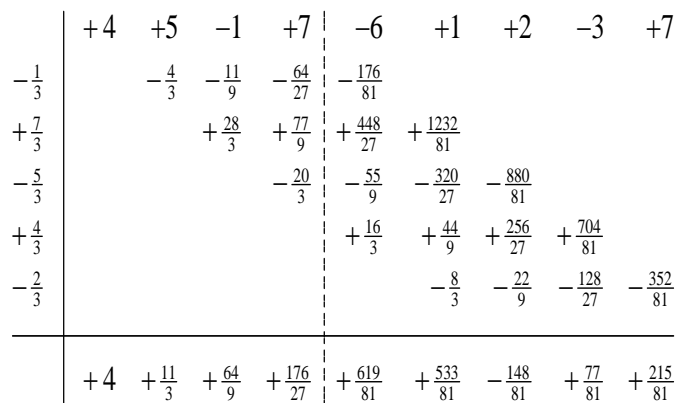 +4 +5 −1 +7 −6 +1 +2 −3 +7
−1/3 −4/3 −11/9 −64/27 −176/81
+7/3 +28/3 +77/9 +448/27 +1232/81
−5/3 −20/3 −55/9 −320/27 −880/81
+4/3 +16/3 +44/9 +256/27 +704/81
−2/3 −8/3 −22/9 −128/27 −352/81
+4 +11/3 +64/9 +176/27 +619/81 +533/81 −148/81 +77/81 +215/81